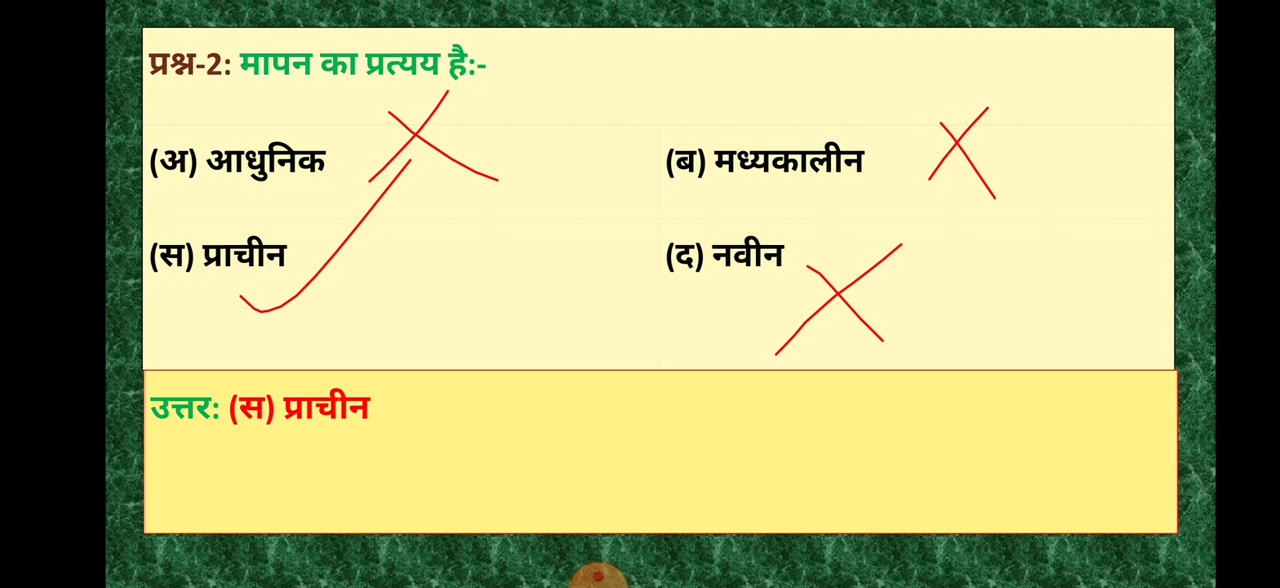 प्रश्न-2: मापन का प्रत्यय है:-
(अ) आधुनिक (ब) मध्यकालीन
(स) प्राचीन (द) नवीन
उत्तर: (स) प्राचीन